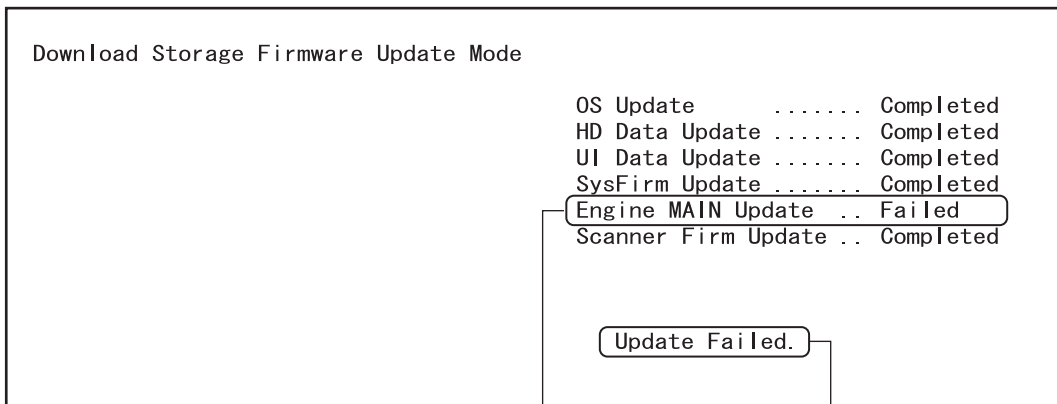 Download Storage Firmware Update Mode
OS Update ....... Completed
HD Data Update ....... Completed
UI Data Update ....... Completed
SysFirm Update ....... Completed
Engine MAIN Update .. Failed
Scanner Firm Update .. Completed
Update Failed.